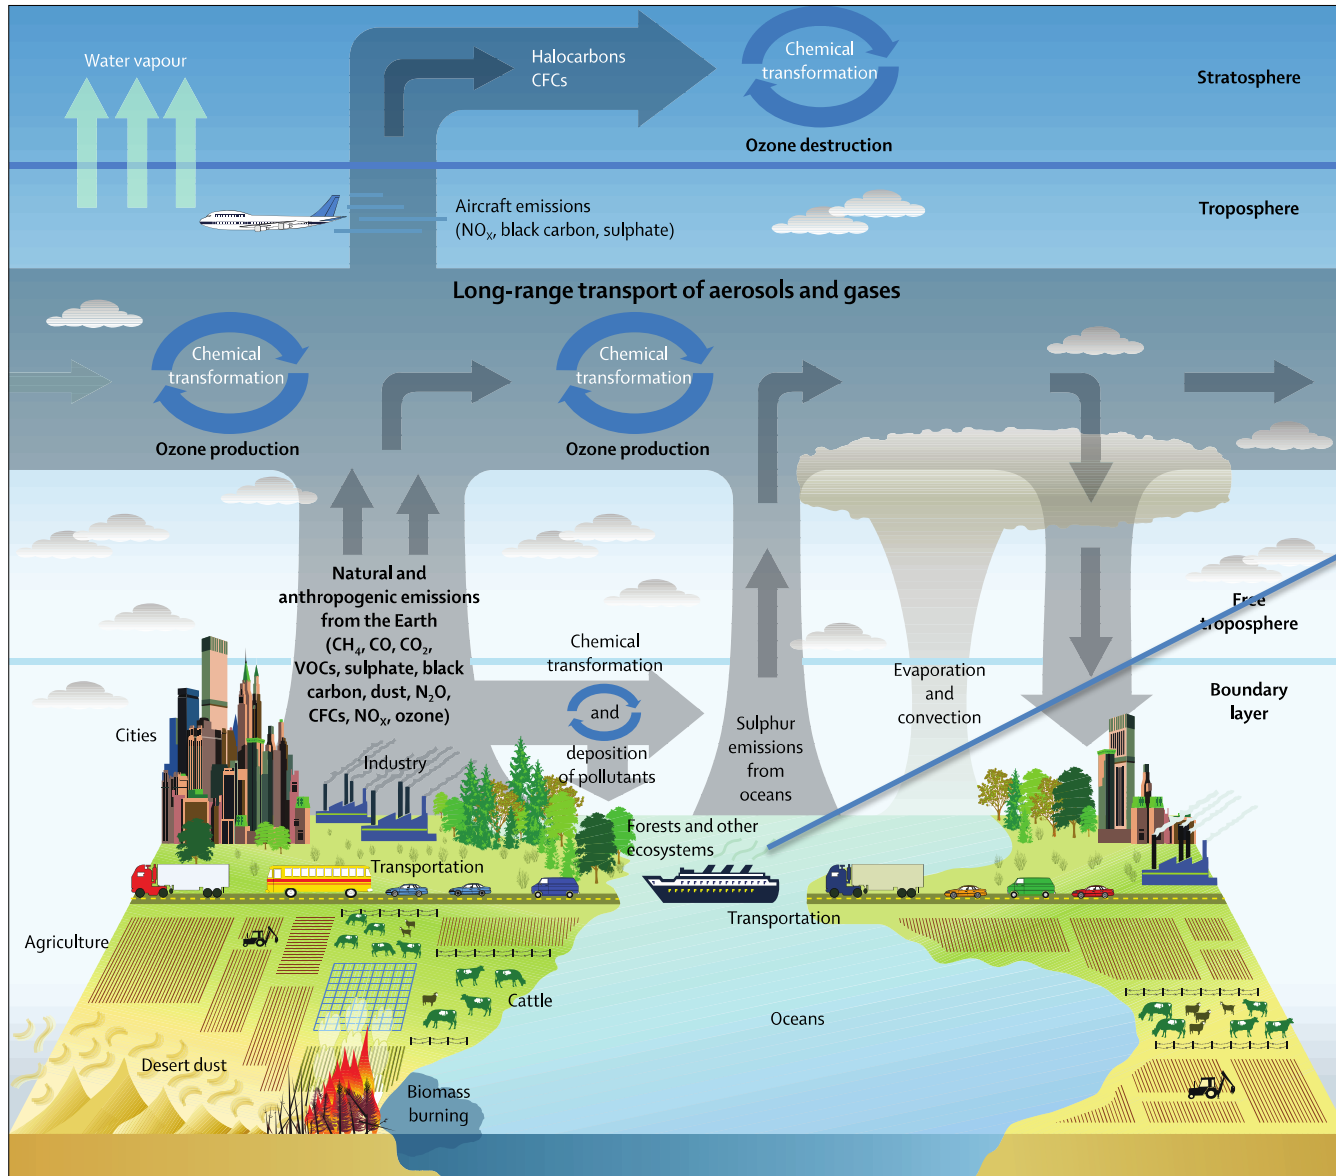 Water vapour
Halocarbons
CFCs
Chemical
transformation
Ozone destruction
Stratosphere
Aircraft emissions
(NOₓ, black carbon, sulphate)
Troposphere
Long-range transport of aerosols and gases
Chemical
transformation
Ozone production
Chemical
transformation
Ozone production
Natural and
anthropogenic emissions
from the Earth
(CH₄, CO, CO₂,
VOCs, sulphate, black
carbon, dust, N₂O,
CFCs, NOₓ, ozone)
Chemical
transformation
and
deposition
of pollutants
Sulphur
emissions
from
oceans
Evaporation
and
convection
Free
troposphere
Boundary
layer
Cities
Industry
Forests and other
ecosystems
Transportation
Transportation
Agriculture
Cattle
Oceans
Desert dust
Biomass
burning